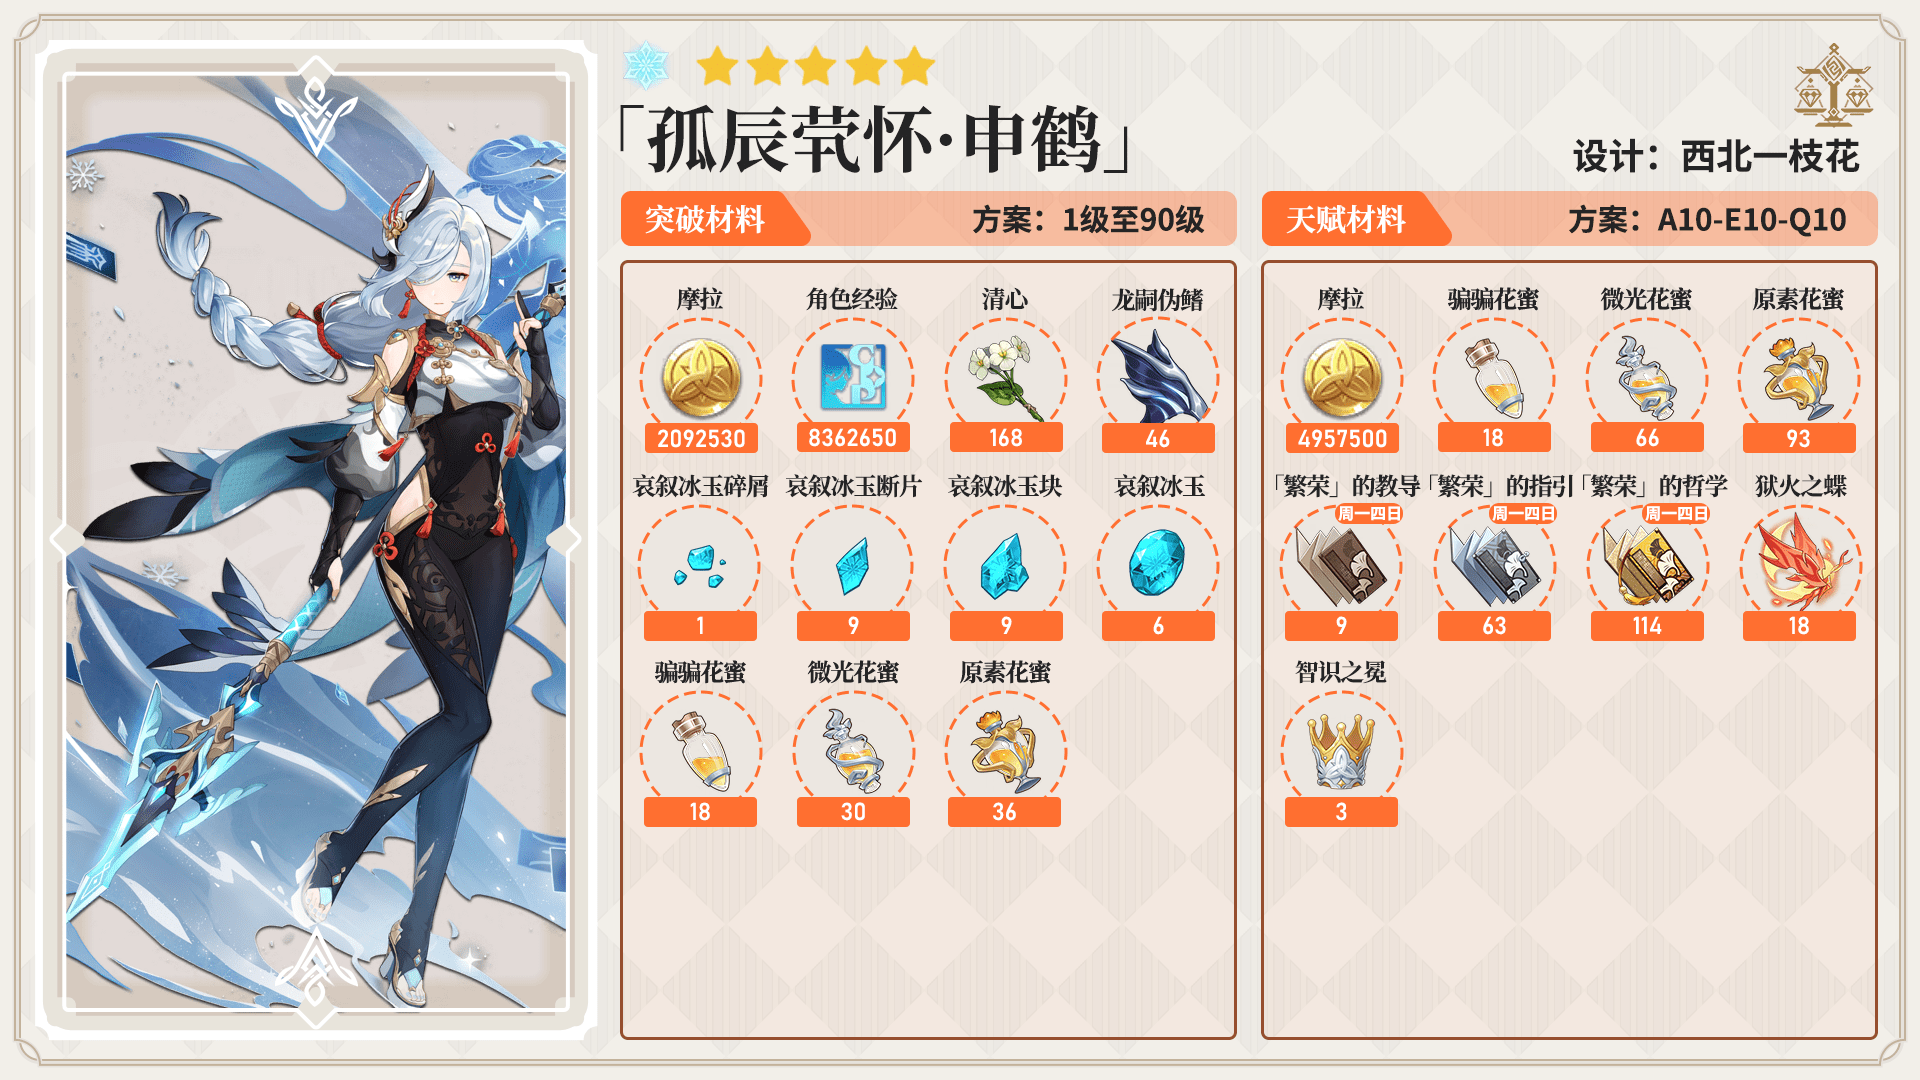 「孤辰茕怀·申鹤」
设计：西北一枝花
突破材料
方案：1级至90级
摩拉 角色经验 清心 龙嗣伪鳍
2092530 8362650 168 46
哀叙冰玉碎屑 哀叙冰玉断片 哀叙冰玉块 哀叙冰玉
1 9 9 6
骗骗花蜜 微光花蜜 原素花蜜
18 30 36
天赋材料
方案：A10-E10-Q10
摩拉 骗骗花蜜 微光花蜜 原素花蜜
4957500 18 66 93
「繁荣」的教导 「繁荣」的指引 「繁荣」的哲学 狱火之蝶
周一四日 周一四日 周一四日
9 63 114 18
智识之冕
3